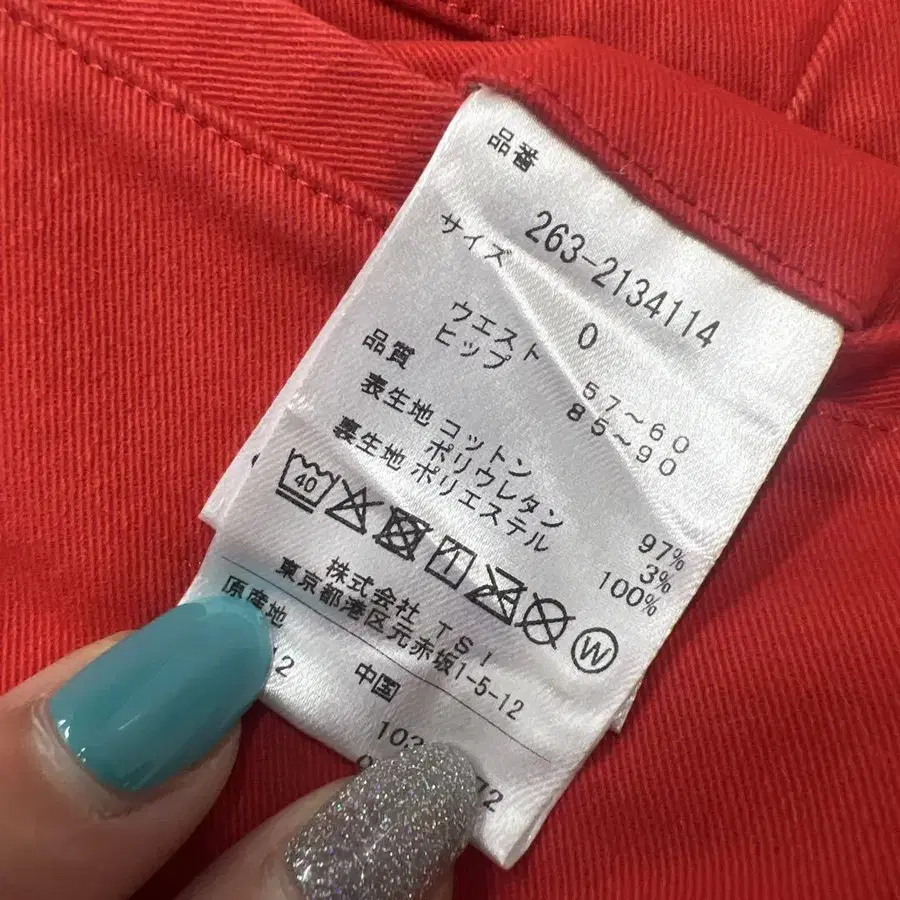 品番
263-2134114
サイズ 0
ウエスト 57~60
ヒップ 85~90
品質
表生地 コットン 97%
ポリウレタン 3%
裏生地 ポリエステル 100%
40
W
株式会社 TSI
東京都港区元赤坂1-5-12
原産地 中国
12